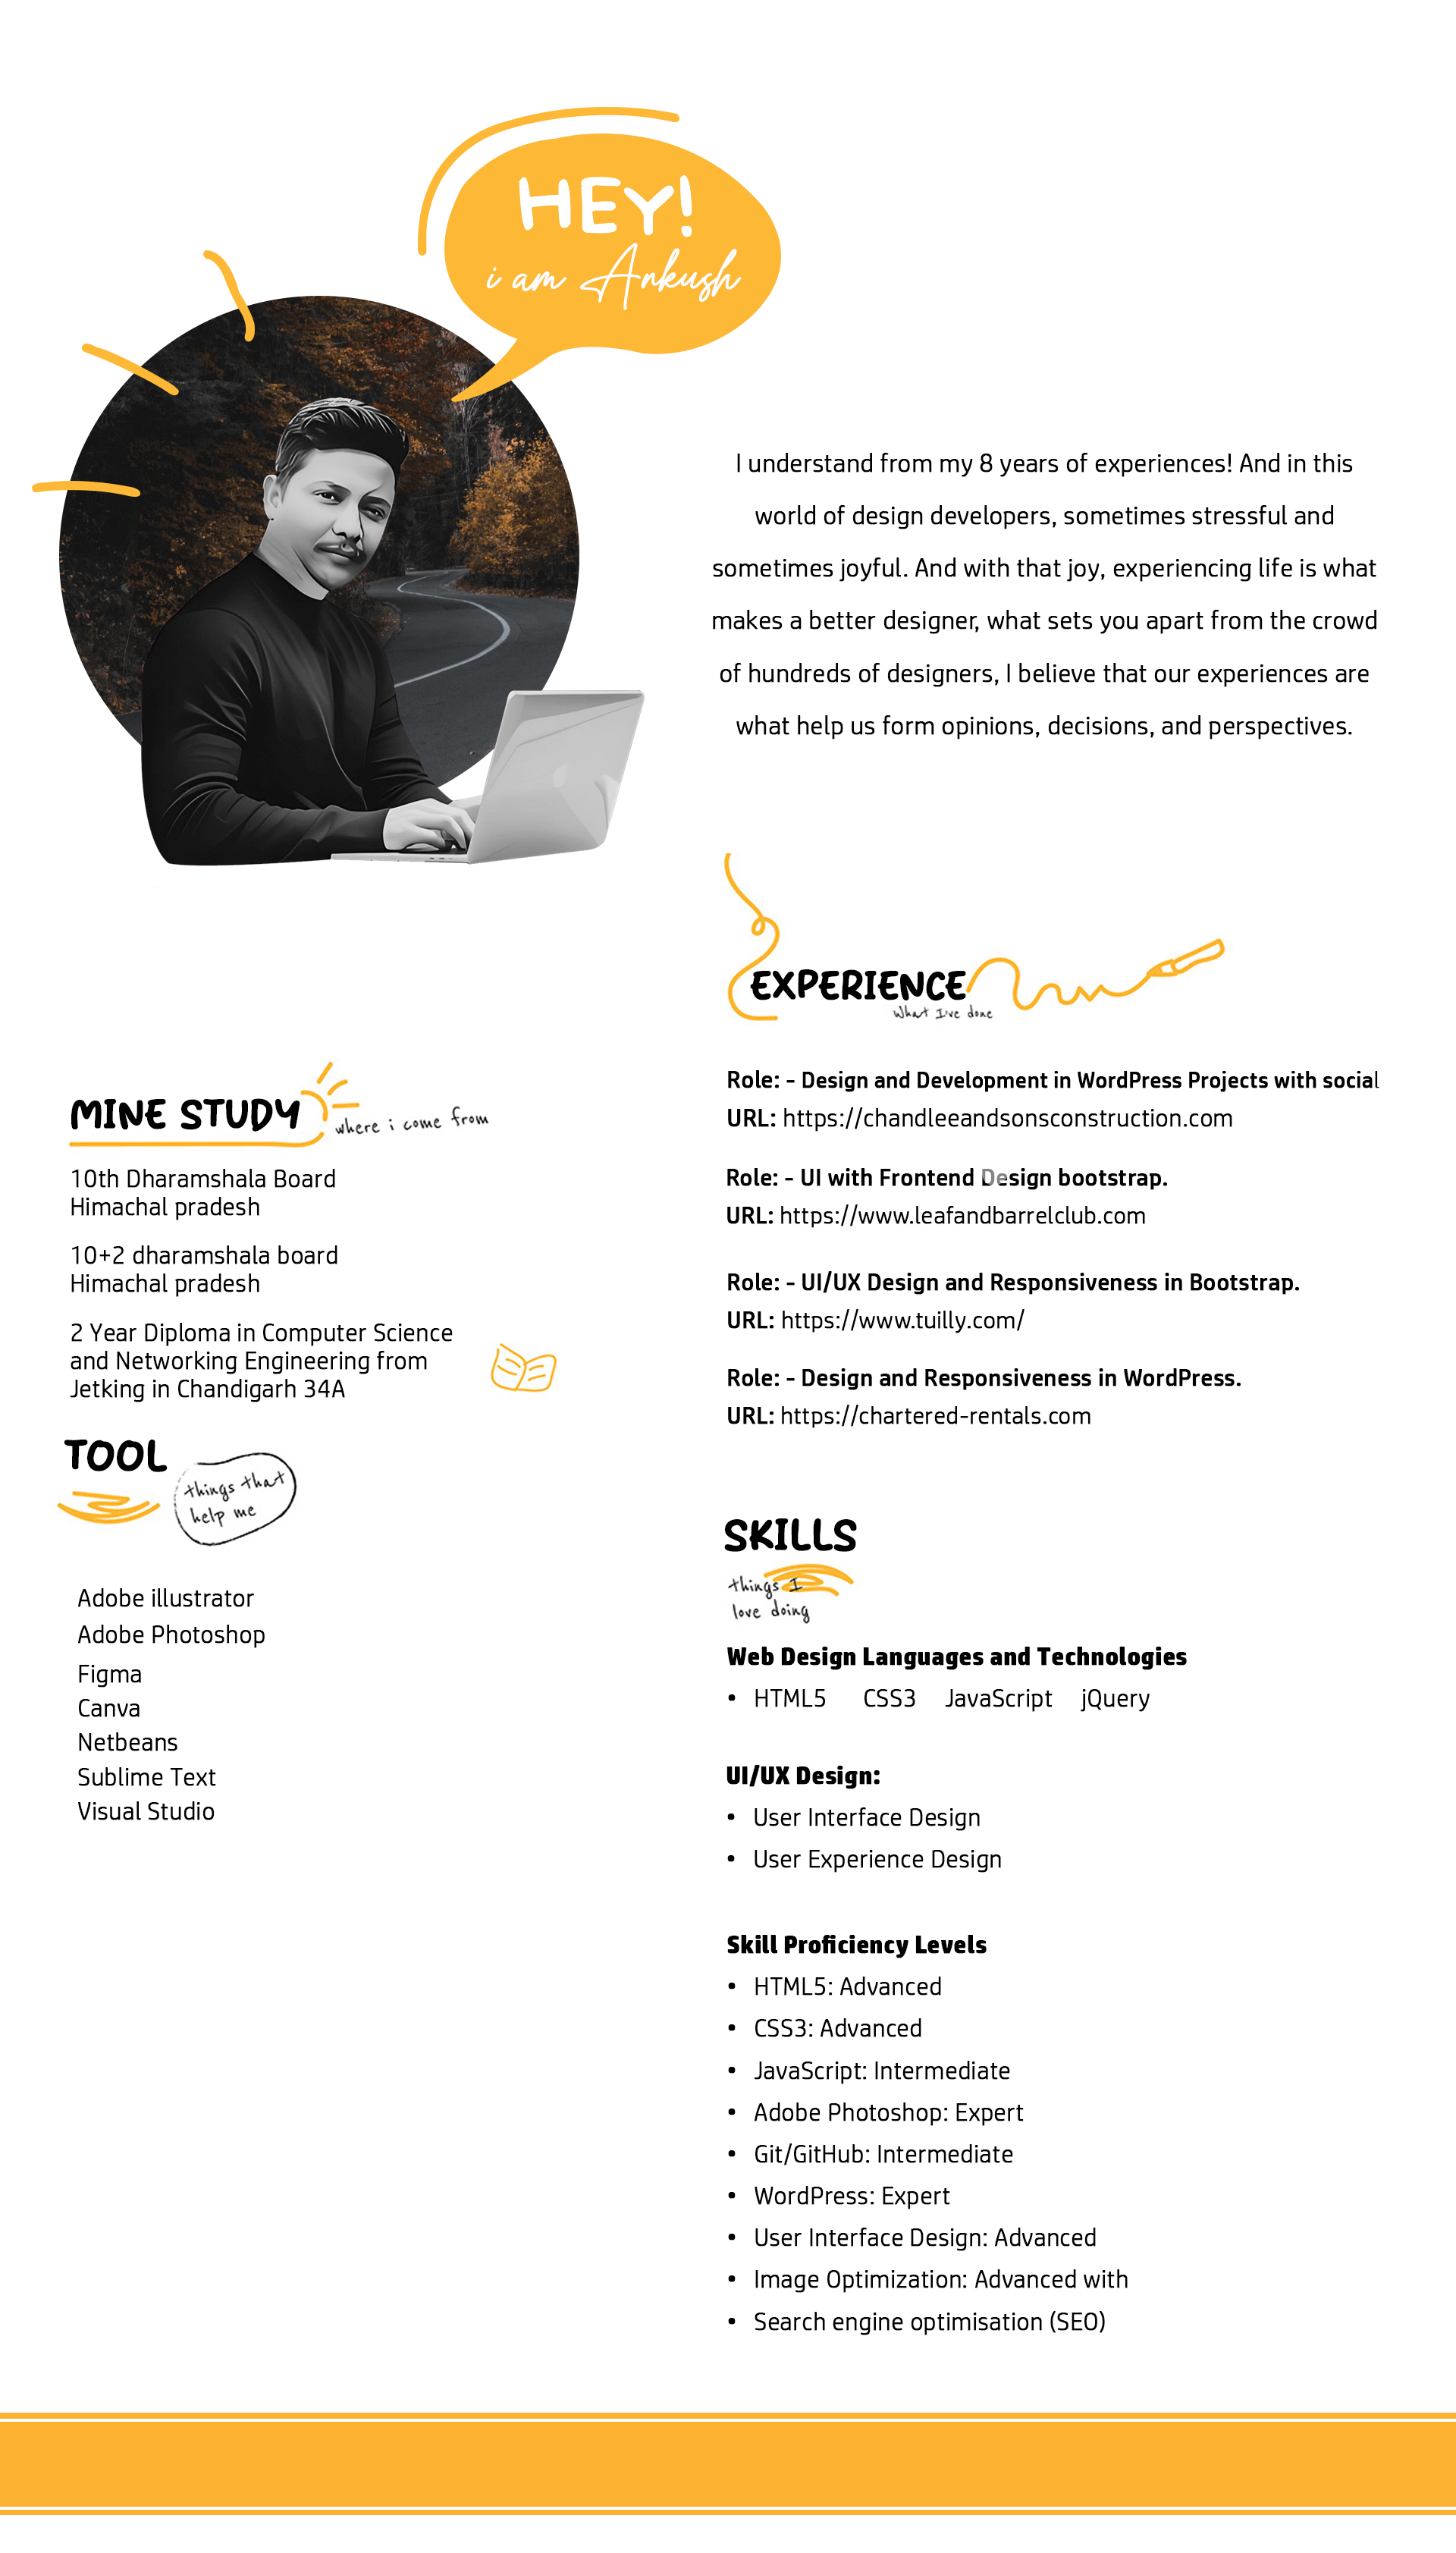 HEY!
i am Ankush
I understand from my 8 years of experiences! And in this
world of design developers, sometimes stressful and
sometimes joyful. And with that joy, experiencing life is what
makes a better designer, what sets you apart from the crowd
of hundreds of designers, I believe that our experiences are
what help us form opinions, decisions, and perspectives.
MINE STUDY
where i come from
10th Dharamshala Board
Himachal pradesh
10+2 dharamshala board
Himachal pradesh
2 Year Diploma in Computer Science
and Networking Engineering from
Jetking in Chandigarh 34A
TOOL
things that
help me
Adobe illustrator
Adobe Photoshop
Figma
Canva
Netbeans
Sublime Text
Visual Studio
EXPERIENCE
What I've done
Role: - Design and Development in WordPress Projects with social
URL: https://chandleeandsonsconstruction.com
Role: - UI with Frontend Design bootstrap.
URL: https://www.leafandbarrelclub.com
Role: - UI/UX Design and Responsiveness in Bootstrap.
URL: https://www.tuilly.com/
Role: - Design and Responsiveness in WordPress.
URL: https://chartered-rentals.com
SKILLS
things I
love doing
Web Design Languages and Technologies
• HTML5 CSS3 JavaScript jQuery
UI/UX Design:
• User Interface Design
• User Experience Design
Skill Proficiency Levels
• HTML5: Advanced
• CSS3: Advanced
• JavaScript: Intermediate
• Adobe Photoshop: Expert
• Git/GitHub: Intermediate
• WordPress: Expert
• User Interface Design: Advanced
• Image Optimization: Advanced with
• Search engine optimisation (SEO)